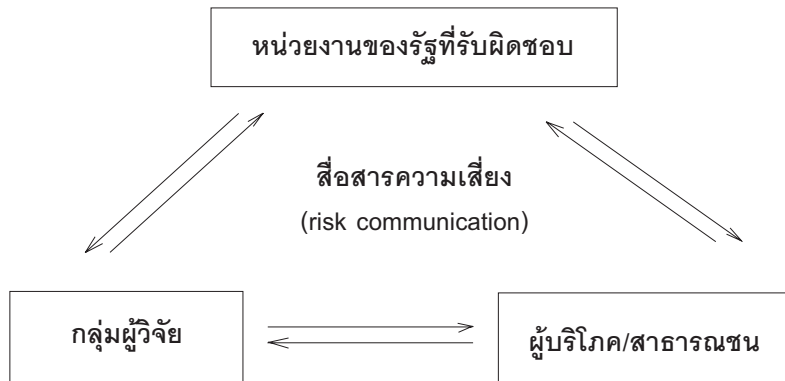 หน่วยงานของรัฐที่รับผิดชอบ
สื่อสารความเสี่ยง
(risk communication)
กลุ่มผู้วิจัย
ผู้บริโภค/สาธารณชน